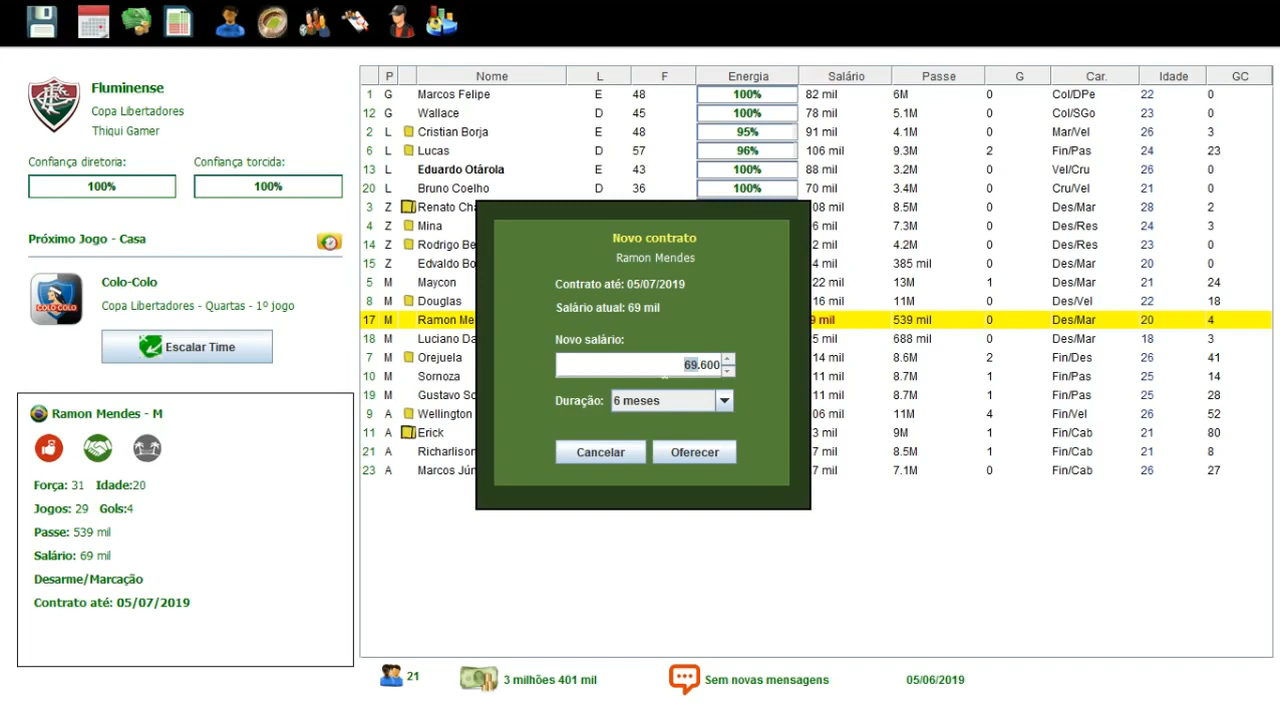 Fluminense
Copa Libertadores
Thiqui Gamer
Confiança diretoria: Confiança torcida:
100% 100%
Próximo Jogo - Casa
COLO-COLO
Colo-Colo
Copa Libertadores - Quartas - 1º jogo
Escalar Time
Ramon Mendes - M
Força: 31 Idade:20
Jogos: 29 Gols:4
Passe: 539 mil
Salário: 69 mil
Desarme/Marcação
Contrato até: 05/07/2019
P Nome L F Energia Salário Passe G Car. Idade GC
1 G Marcos Felipe E 48 100% 82 mil 6M 0 Col/DPe 22 0
12 G Wallace D 45 100% 78 mil 5.1M 0 Col/SGo 23 0
2 L Cristian Borja E 48 95% 91 mil 4.1M 0 Mar/Vel 26 3
6 L Lucas D 57 96% 106 mil 9.3M 2 Fin/Pas 24 23
13 L Eduardo Otárola E 43 100% 88 mil 3.2M 0 Vel/Cru 26 0
20 L Bruno Coelho D 36 100% 70 mil 3.4M 0 Cru/Vel 21 0
3 Z Renato 8.5M 0 Des/Mar 28 2
4 Z Mina 7.3M 0 Des/Res 24 3
14 Z Rodrigo 4.2M 0 Des/Res 23 0
15 Z Edvaldo 385 mil 0 Des/Mar 20 0
5 M Maycon 13M 1 Des/Mar 21 24
8 M Douglas 11M 0 Des/Vel 22 18
17 M Ramon 539 mil 0 Des/Mar 20 4
18 M Luciano 688 mil 0 Des/Mar 18 3
7 M Orejuela 8.6M 2 Fin/Des 26 41
10 M Sornoza 8.7M 1 Fin/Pas 25 14
19 M Gustavo 8.7M 1 Fin/Pas 25 28
9 A Wellington 11M 4 Fin/Vel 26 52
11 A Erick 9M 1 Fin/Cab 21 80
21 A Richarlison 8.5M 1 Fin/Cab 21 8
23 A Marcos 7.1M 0 Fin/Cab 26 27
Novo contrato
Ramon Mendes
Contrato até: 05/07/2019
Salário atual: 69 mil
Novo salário:
69.600
Duração: 6 meses
Cancelar Oferecer
21 3 milhões 401 mil Sem novas mensagens 05/06/2019